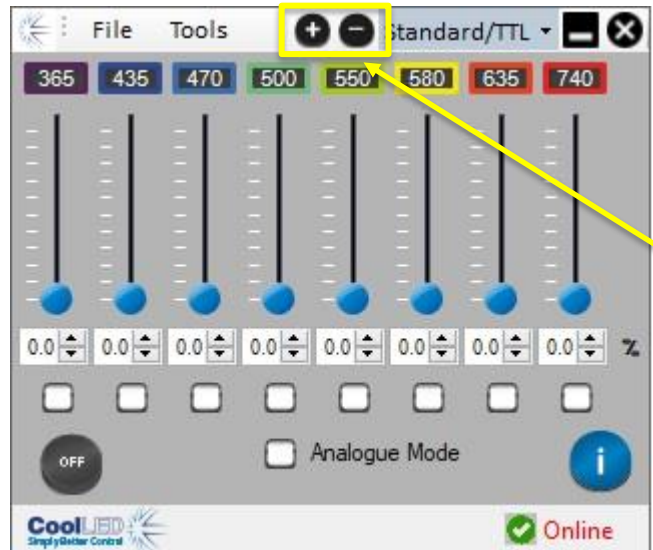 File Tools + − Standard/TTL
365 435 470 500 550 580 635 740
0.0 0.0 0.0 0.0 0.0 0.0 0.0 0.0 %
OFF Analogue Mode i
CoolLED
Simply Better Control
Online